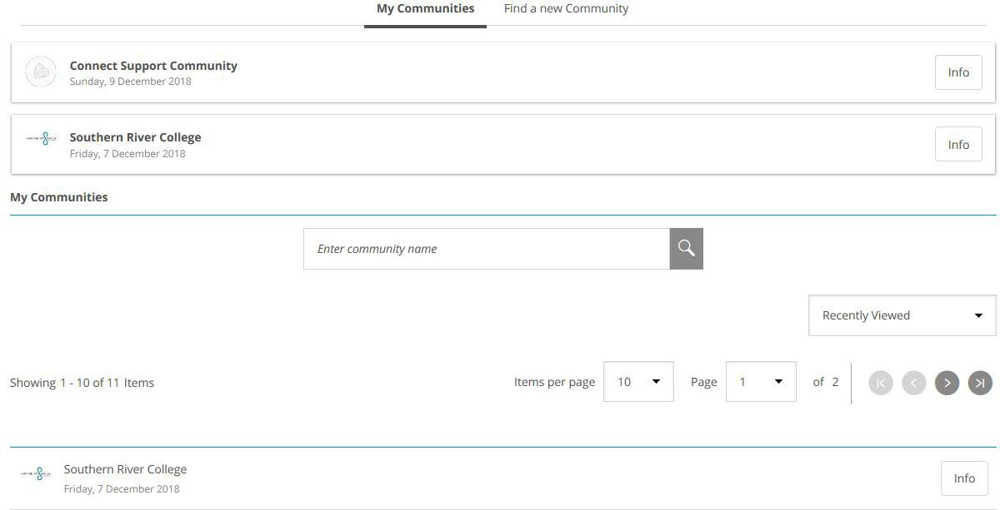 My Communities Find a new Community
Connect Support Community
Sunday, 9 December 2018
Info
Southern River College
Friday, 7 December 2018
Info
My Communities
Enter community name
Recently Viewed
Showing 1 - 10 of 11 Items Items per page 10 Page 1 of 2
Southern River College
Friday, 7 December 2018
Info